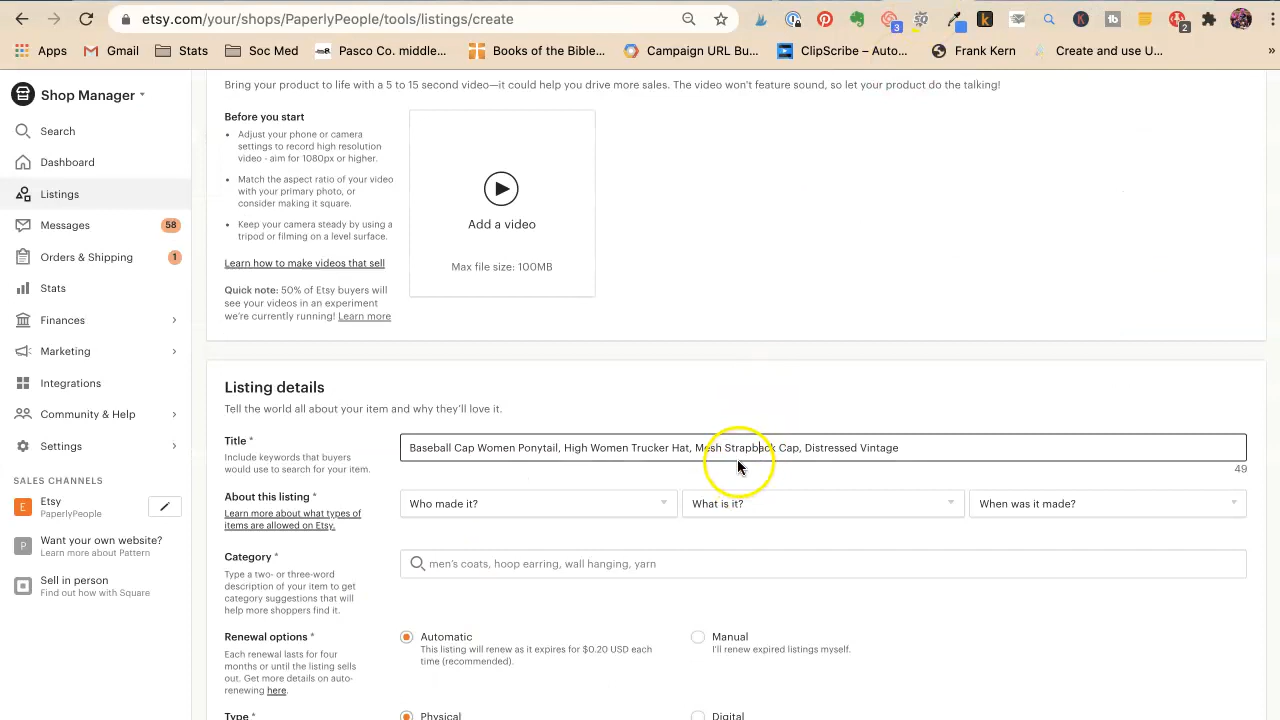 etsy.com/your/shops/PaperlyPeople/tools/listings/create
3
2
Apps
Gmail
Stats
Soc Med
Pasco Co. middle...
Books of the Bible...
Campaign URL Bu...
ClipScribe – Auto...
Frank Kern
Create and use U...
»
Shop Manager
Search
Dashboard
Listings
Messages
58
Orders & Shipping
1
Stats
Finances
Marketing
Integrations
Community & Help
Settings
SALES CHANNELS
E
Etsy
PaperlyPeople
P
Want your own website?
Learn more about Pattern
Sell in person
Find out how with Square
Bring your product to life with a 5 to 15 second video—it could help you drive more sales. The video won't feature sound, so let your product do the talking!
Before you start
• Adjust your phone or camera
settings to record high resolution
video - aim for 1080px or higher.
• Match the aspect ratio of your video
with your primary photo, or
consider making it square.
• Keep your camera steady by using a
tripod or filming on a level surface.
Learn how to make videos that sell
Quick note: 50% of Etsy buyers will
see your videos in an experiment
we're currently running! Learn more
Add a video
Max file size: 100MB
Listing details
Tell the world all about your item and why they'll love it.
Title *
Include keywords that buyers
would use to search for your item.
Baseball Cap Women Ponytail, High Women Trucker Hat, Mesh Strapback Cap, Distressed Vintage
49
About this listing *
Learn more about what types of
items are allowed on Etsy.
Who made it?
What is it?
When was it made?
Category *
Type a two- or three-word
description of your item to get
category suggestions that will
help more shoppers find it.
men's coats, hoop earring, wall hanging, yarn
Renewal options *
Each renewal lasts for four
months or until the listing sells
out. Get more details on auto-
renewing here.
Automatic
This listing will renew as it expires for $0.20 USD each
time (recommended).
Manual
I'll renew expired listings myself.
Type *
Physical
Digital